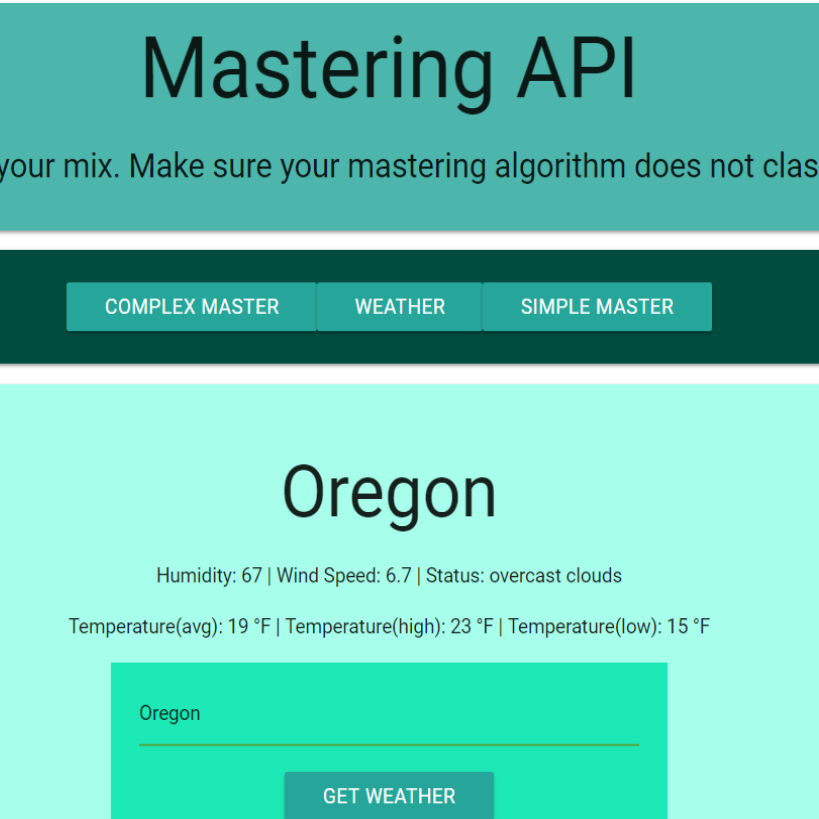 Mastering API
your mix. Make sure your mastering algorithm does not clas
COMPLEX MASTER WEATHER SIMPLE MASTER
Oregon
Humidity: 67 | Wind Speed: 6.7 | Status: overcast clouds
Temperature(avg): 19 °F | Temperature(high): 23 °F | Temperature(low): 15 °F
Oregon
GET WEATHER